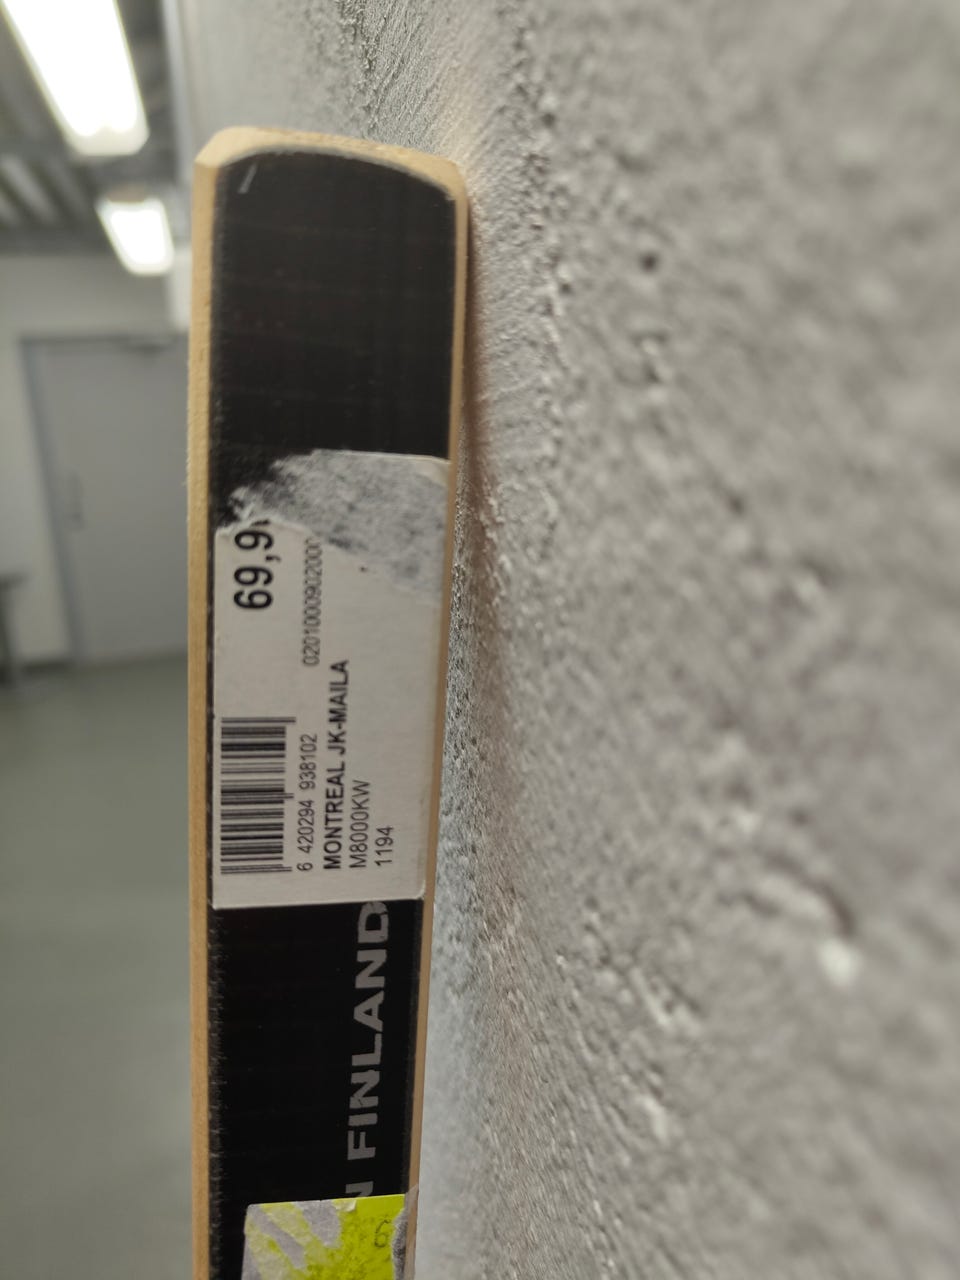 69,9
0201000902000
6 420294 938102
MONTREAL JK-MAILA
M8000KW
1194
N FINLAND